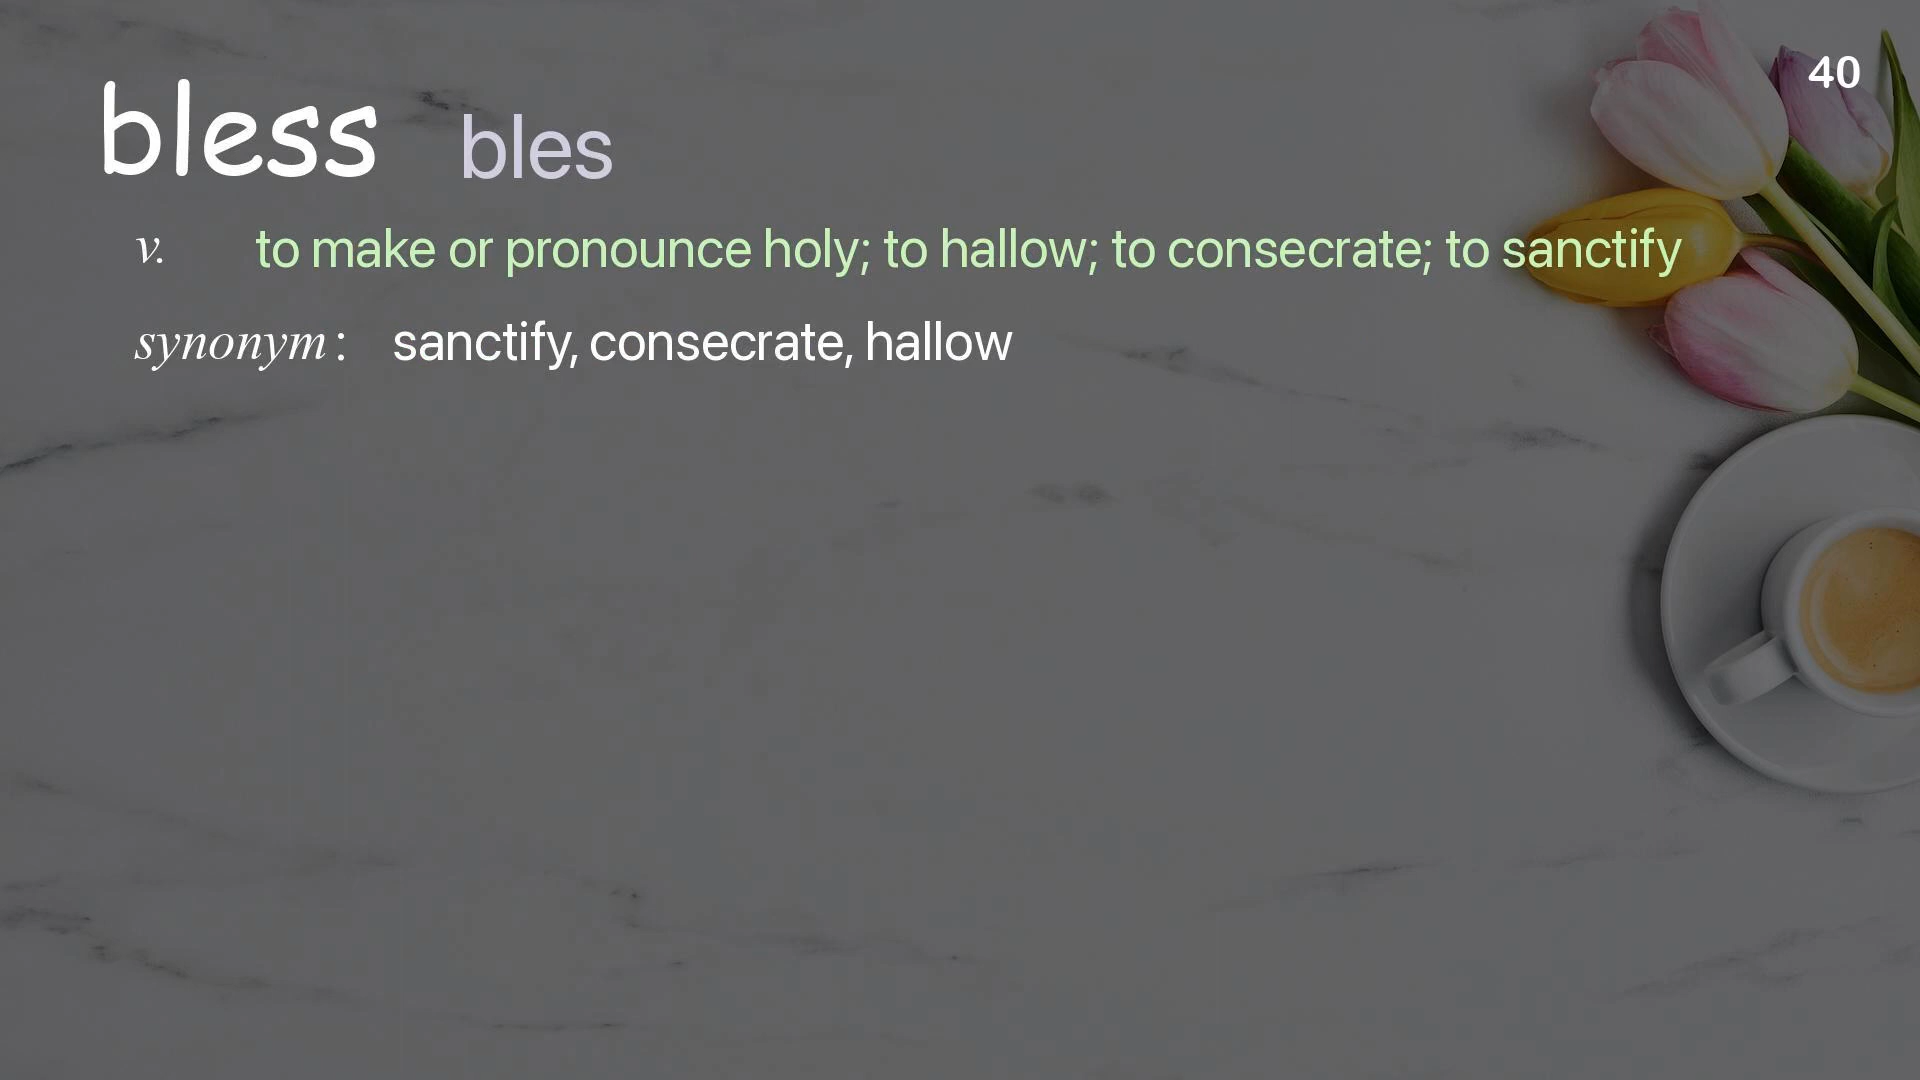 40
bless bles
v. to make or pronounce holy; to hallow; to consecrate; to sanctify
synonym: sanctify, consecrate, hallow